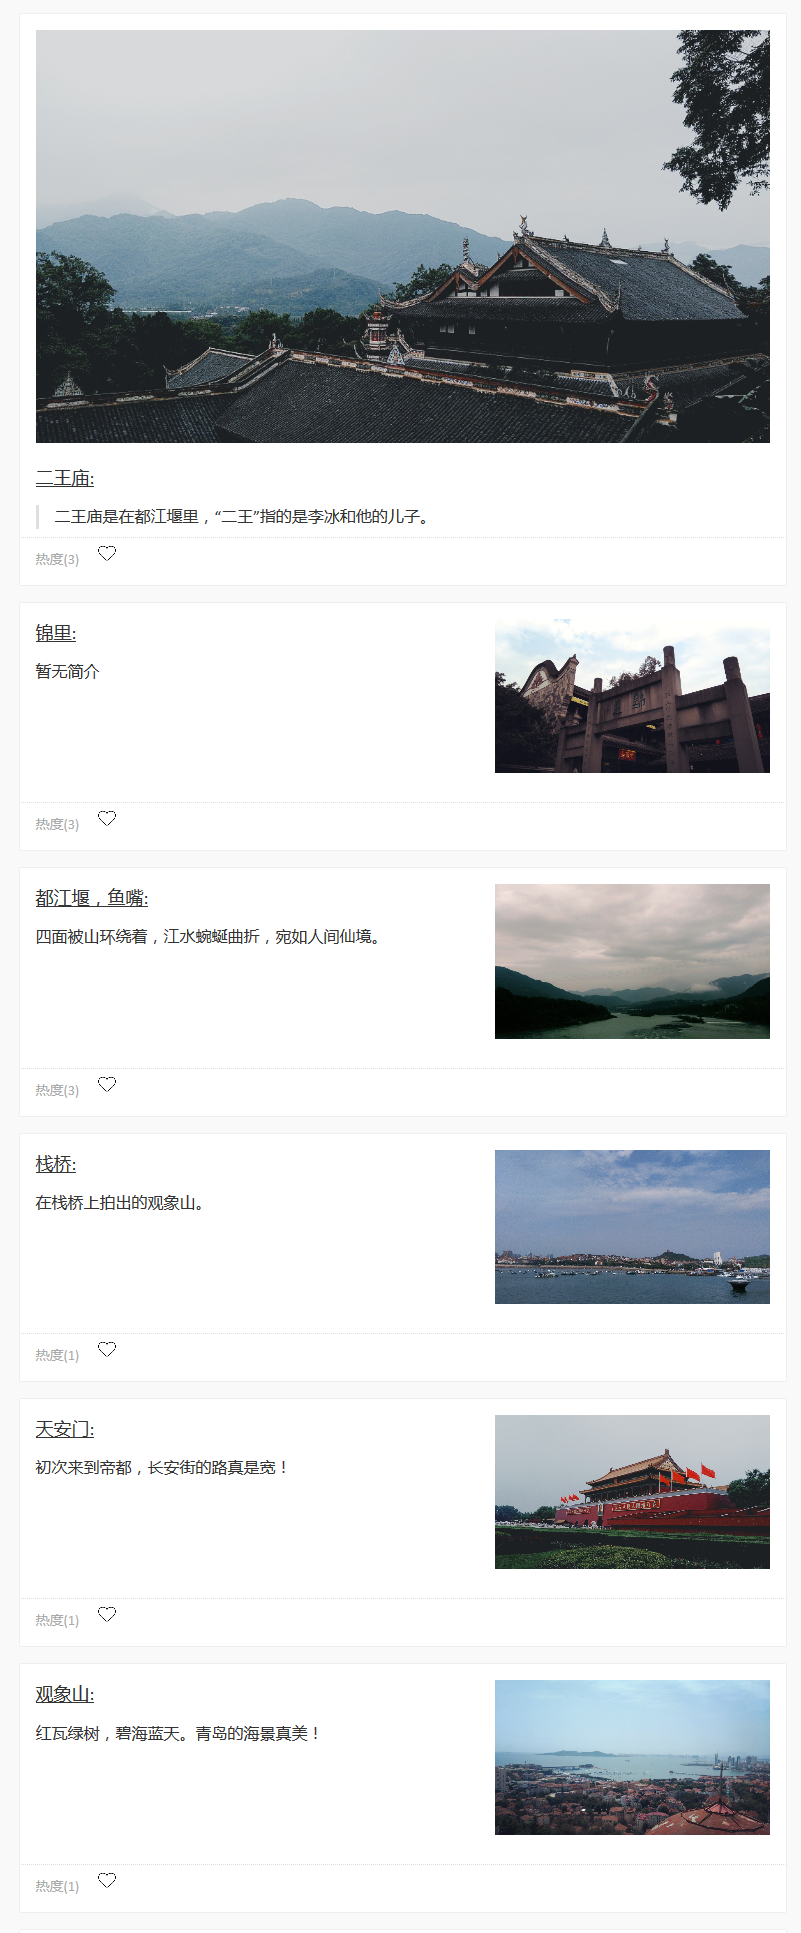 二王庙:
二王庙是在都江堰里，“二王”指的是李冰和他的儿子。
热度(3)
锦里:
暂无简介
热度(3)
都江堰，鱼嘴:
四面被山环绕着，江水蜿蜒曲折，宛如人间仙境。
热度(3)
栈桥:
在栈桥上拍出的观象山。
热度(1)
天安门:
初次来到帝都，长安街的路真是宽！
热度(1)
观象山:
红瓦绿树，碧海蓝天。青岛的海景真美！
热度(1)